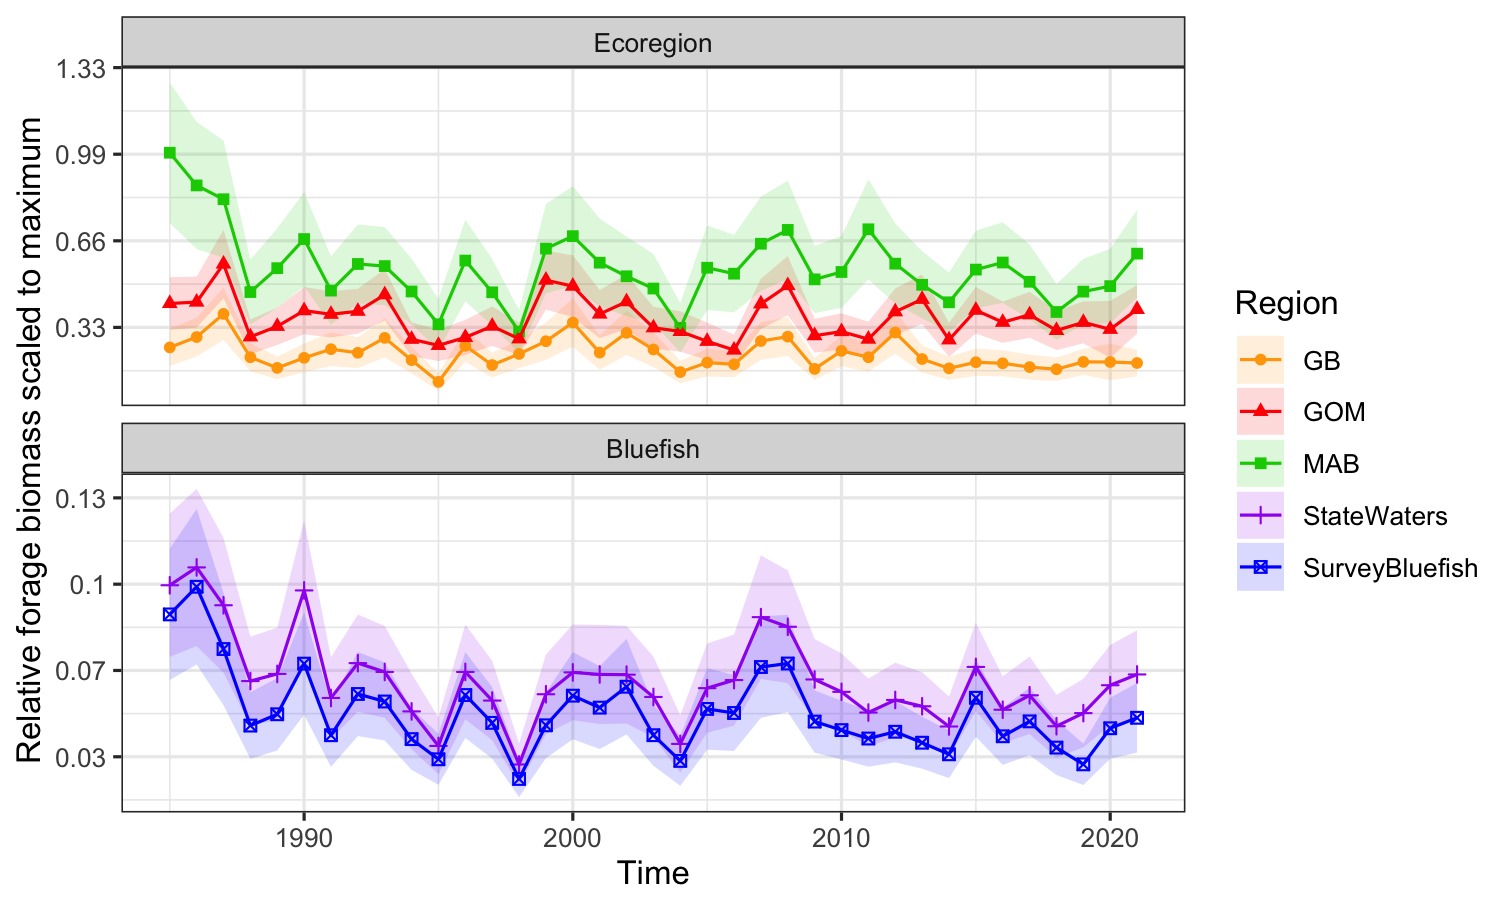 Ecoregion
1.33
0.99
0.66
0.33
Bluefish
0.13
0.1
0.07
0.03
1990
2000
2010
2020
Time
Relative forage biomass scaled to maximum
Region
GB
GOM
MAB
StateWaters
SurveyBluefish